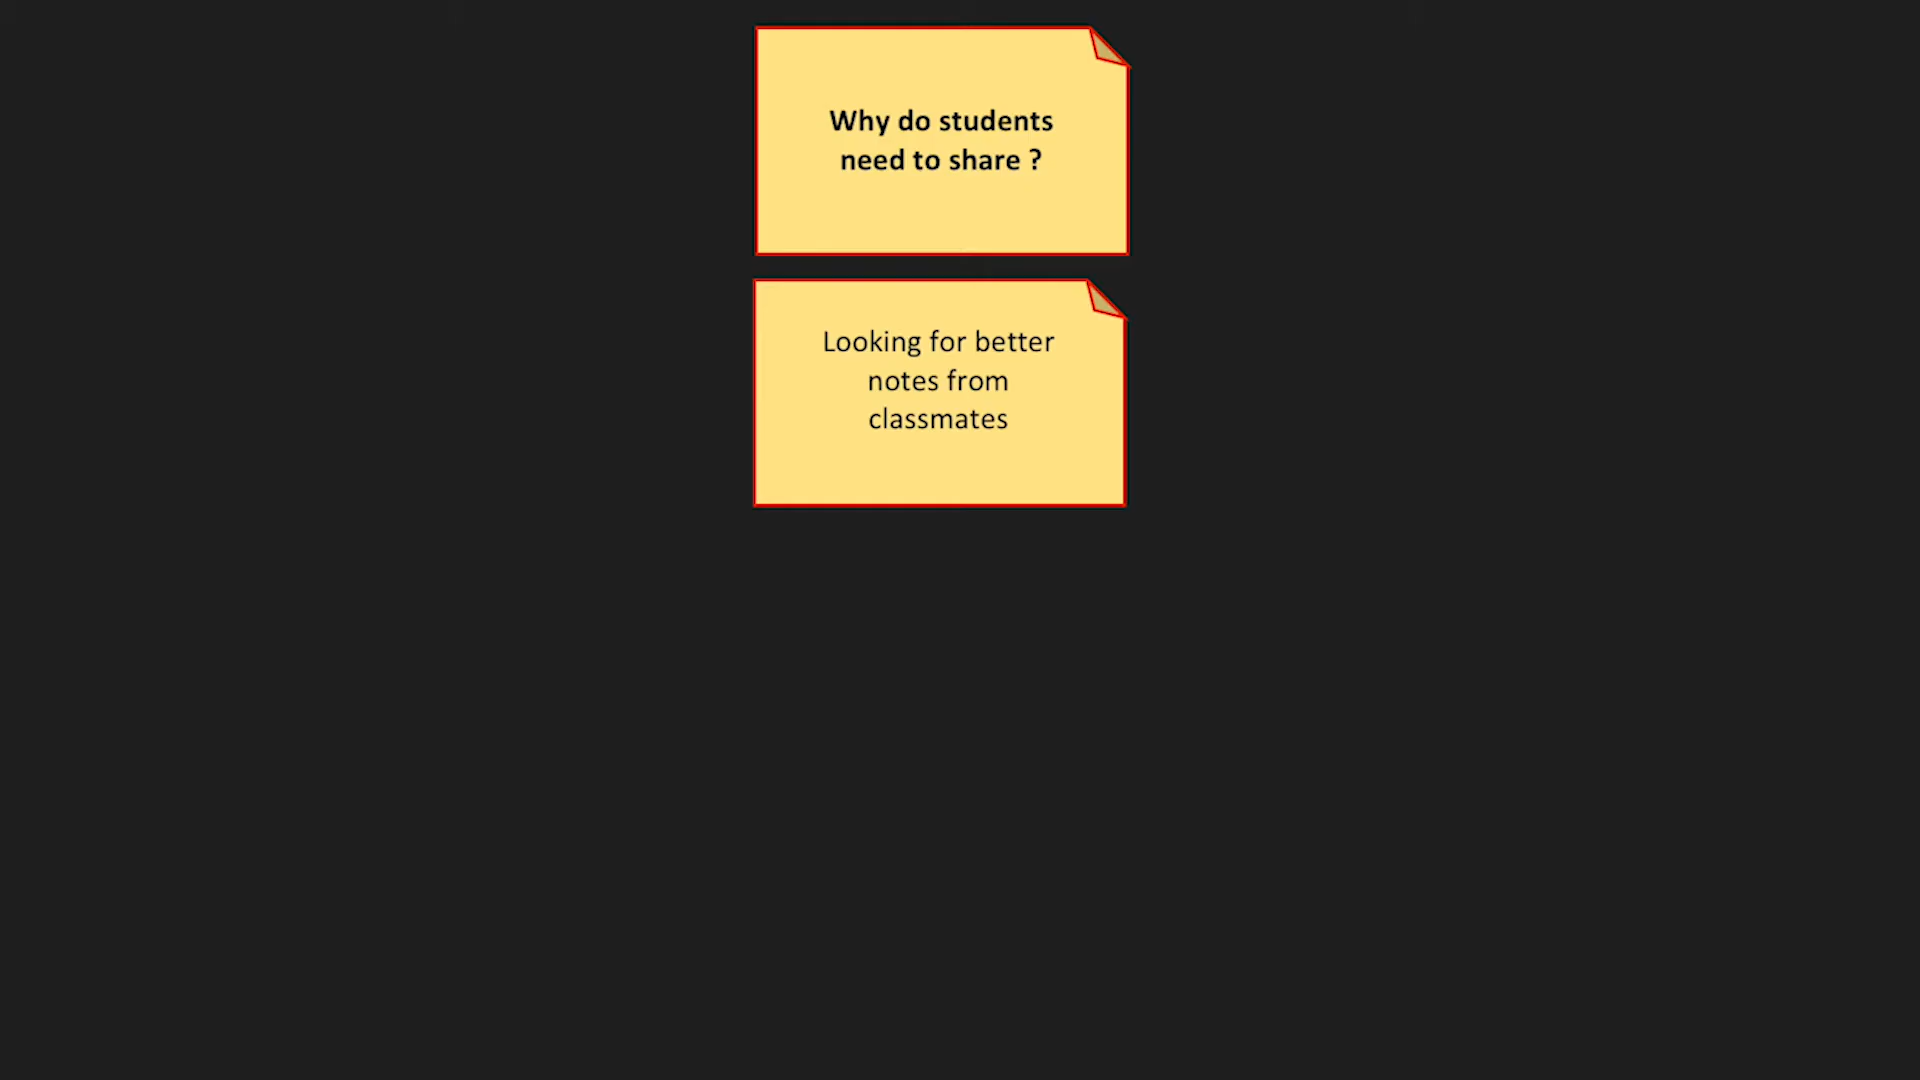 Why do students
need to share ?
Looking for better
notes from
classmates